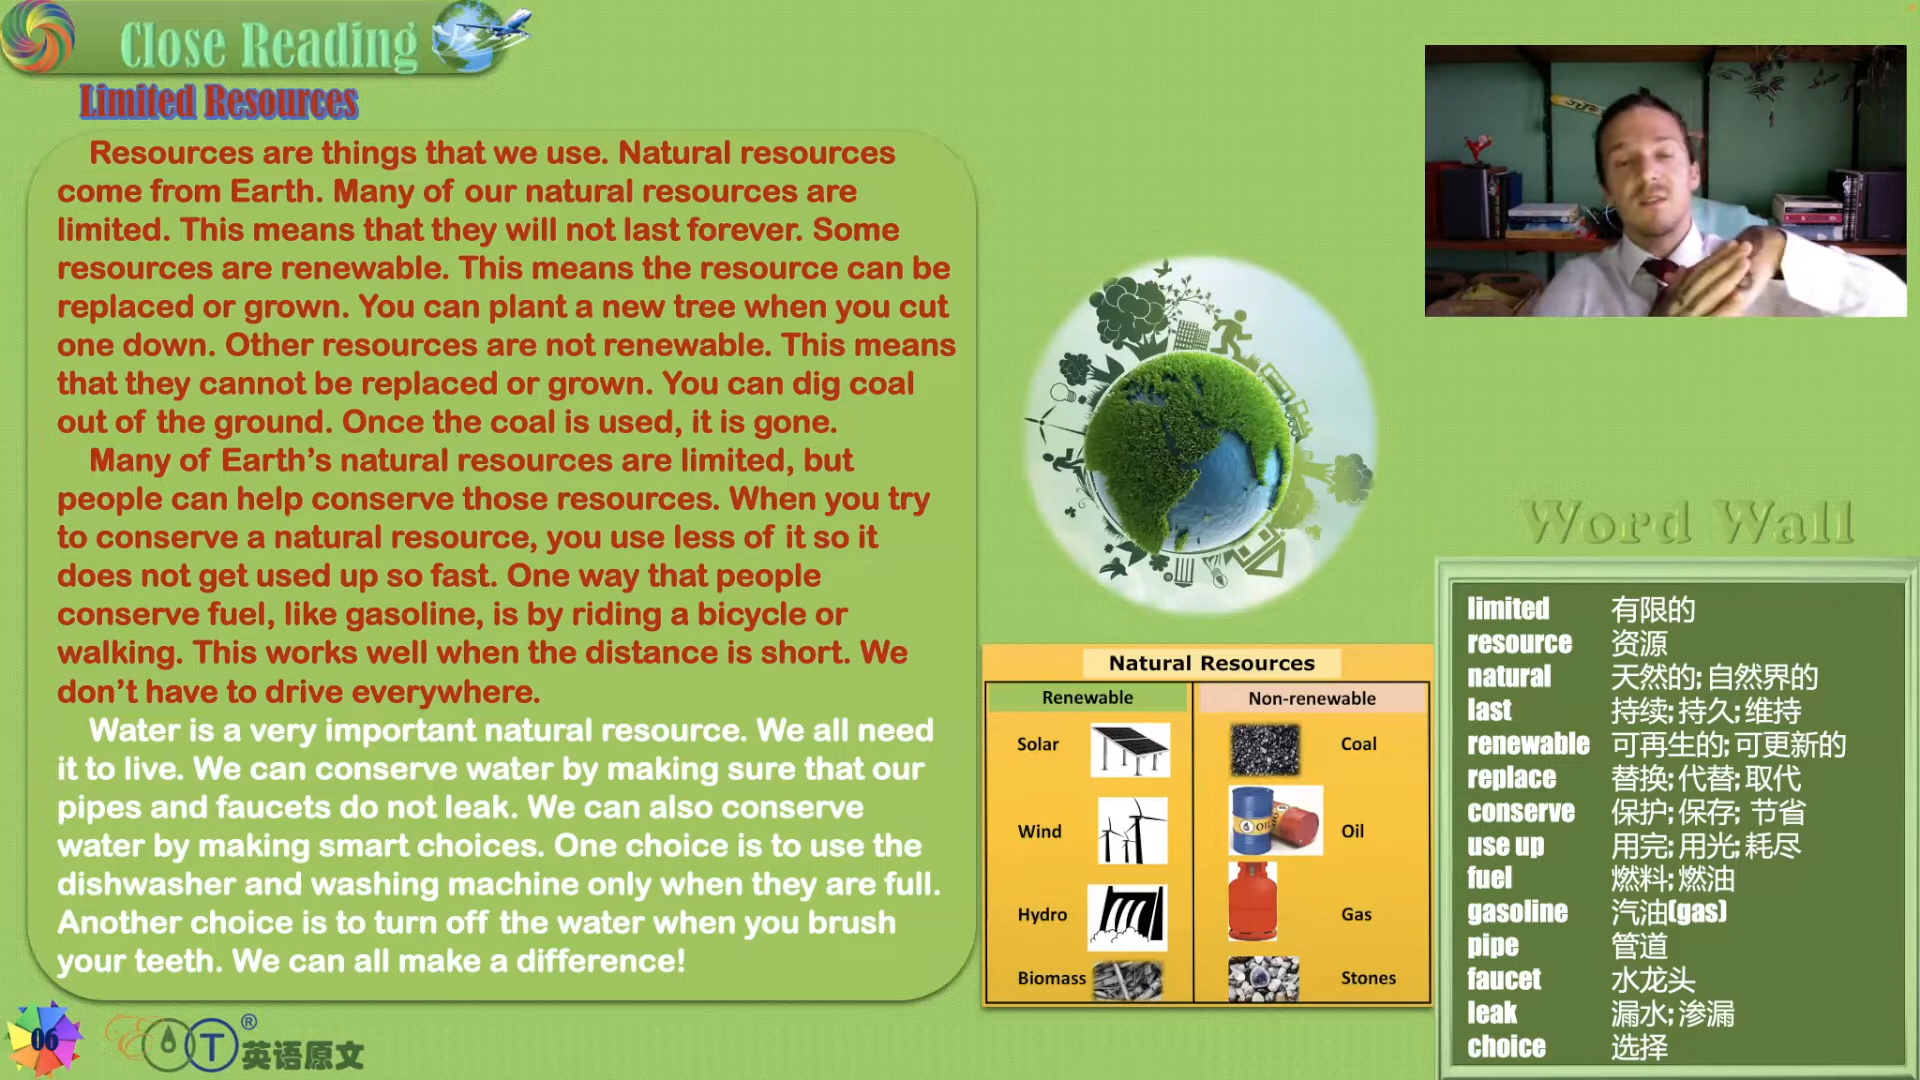 Close Reading
Limited Resources
Resources are things that we use. Natural resources
come from Earth. Many of our natural resources are
limited. This means that they will not last forever. Some
resources are renewable. This means the resource can be
replaced or grown. You can plant a new tree when you cut
one down. Other resources are not renewable. This means
that they cannot be replaced or grown. You can dig coal
out of the ground. Once the coal is used, it is gone.
Many of Earth's natural resources are limited, but
people can help conserve those resources. When you try
to conserve a natural resource, you use less of it so it
does not get used up so fast. One way that people
conserve fuel, like gasoline, is by riding a bicycle or
walking. This works well when the distance is short. We
don't have to drive everywhere.
Water is a very important natural resource. We all need
it to live. We can conserve water by making sure that our
pipes and faucets do not leak. We can also conserve
water by making smart choices. One choice is to use the
dishwasher and washing machine only when they are full.
Another choice is to turn off the water when you brush
your teeth. We can all make a difference!
06
T® 英语原文
Natural Resources
Renewable Non-renewable
Solar Coal
Wind OIL Oil
Hydro Gas
Biomass Stones
Word Wall
limited 有限的
resource 资源
natural 天然的; 自然界的
last 持续; 持久; 维持
renewable 可再生的; 可更新的
replace 替换; 代替; 取代
conserve 保护; 保存; 节省
use up 用完; 用光; 耗尽
fuel 燃料; 燃油
gasoline 汽油(gas)
pipe 管道
faucet 水龙头
leak 漏水; 渗漏
choice 选择